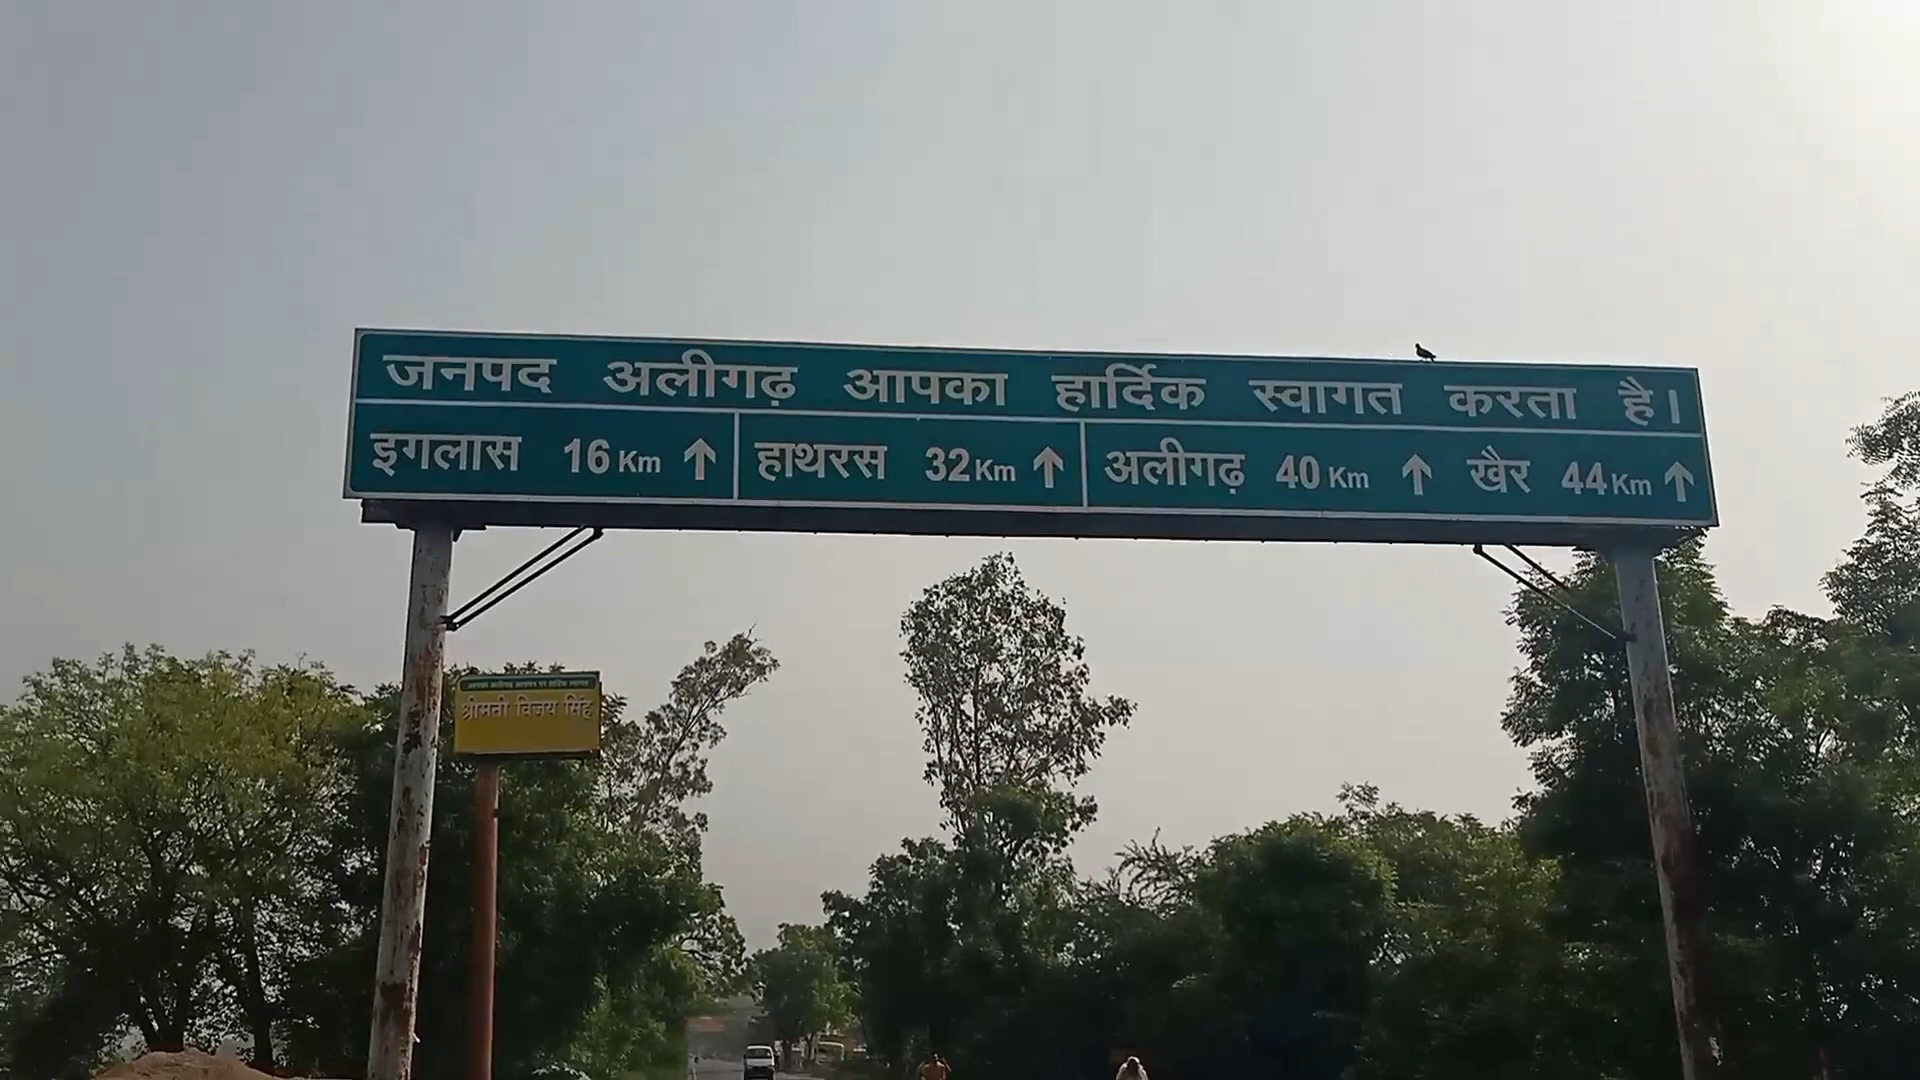 जनपद अलीगढ़ आपका हार्दिक स्वागत करता है।
इगलास 16 Km ↑ हाथरस 32 Km ↑ अलीगढ़ 40 Km ↑ खैर 44 Km ↑
श्रीमती विजय सिंह